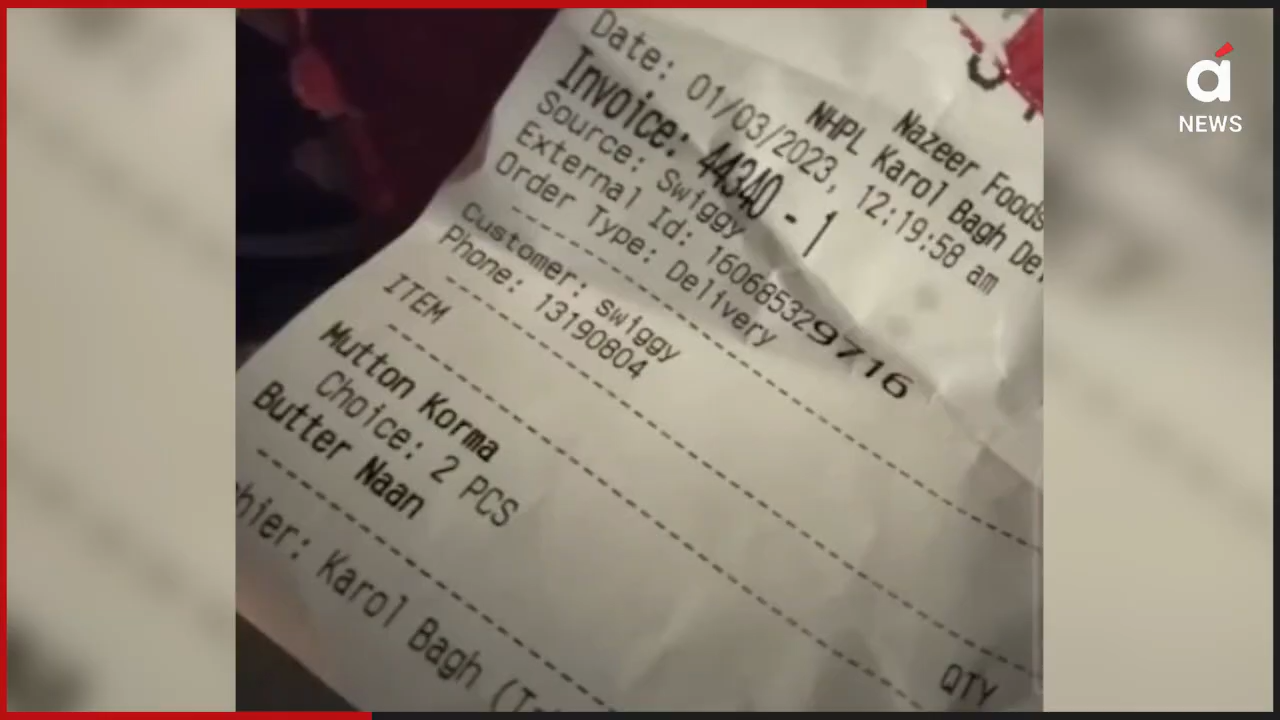 Nazeer Foods
NHPL Karol Bagh
Date: 01/03/2023, 12:19:58 am
Invoice: 44340 - 1
Source: Swiggy
External Id: 160685329716
Order Type: Delivery
Customer: swiggy
Phone: 13190804
ITEM
QTY
Mutton Korma
Choice: 2 PCS
Butter Naan
Karol Bagh
á
NEWS